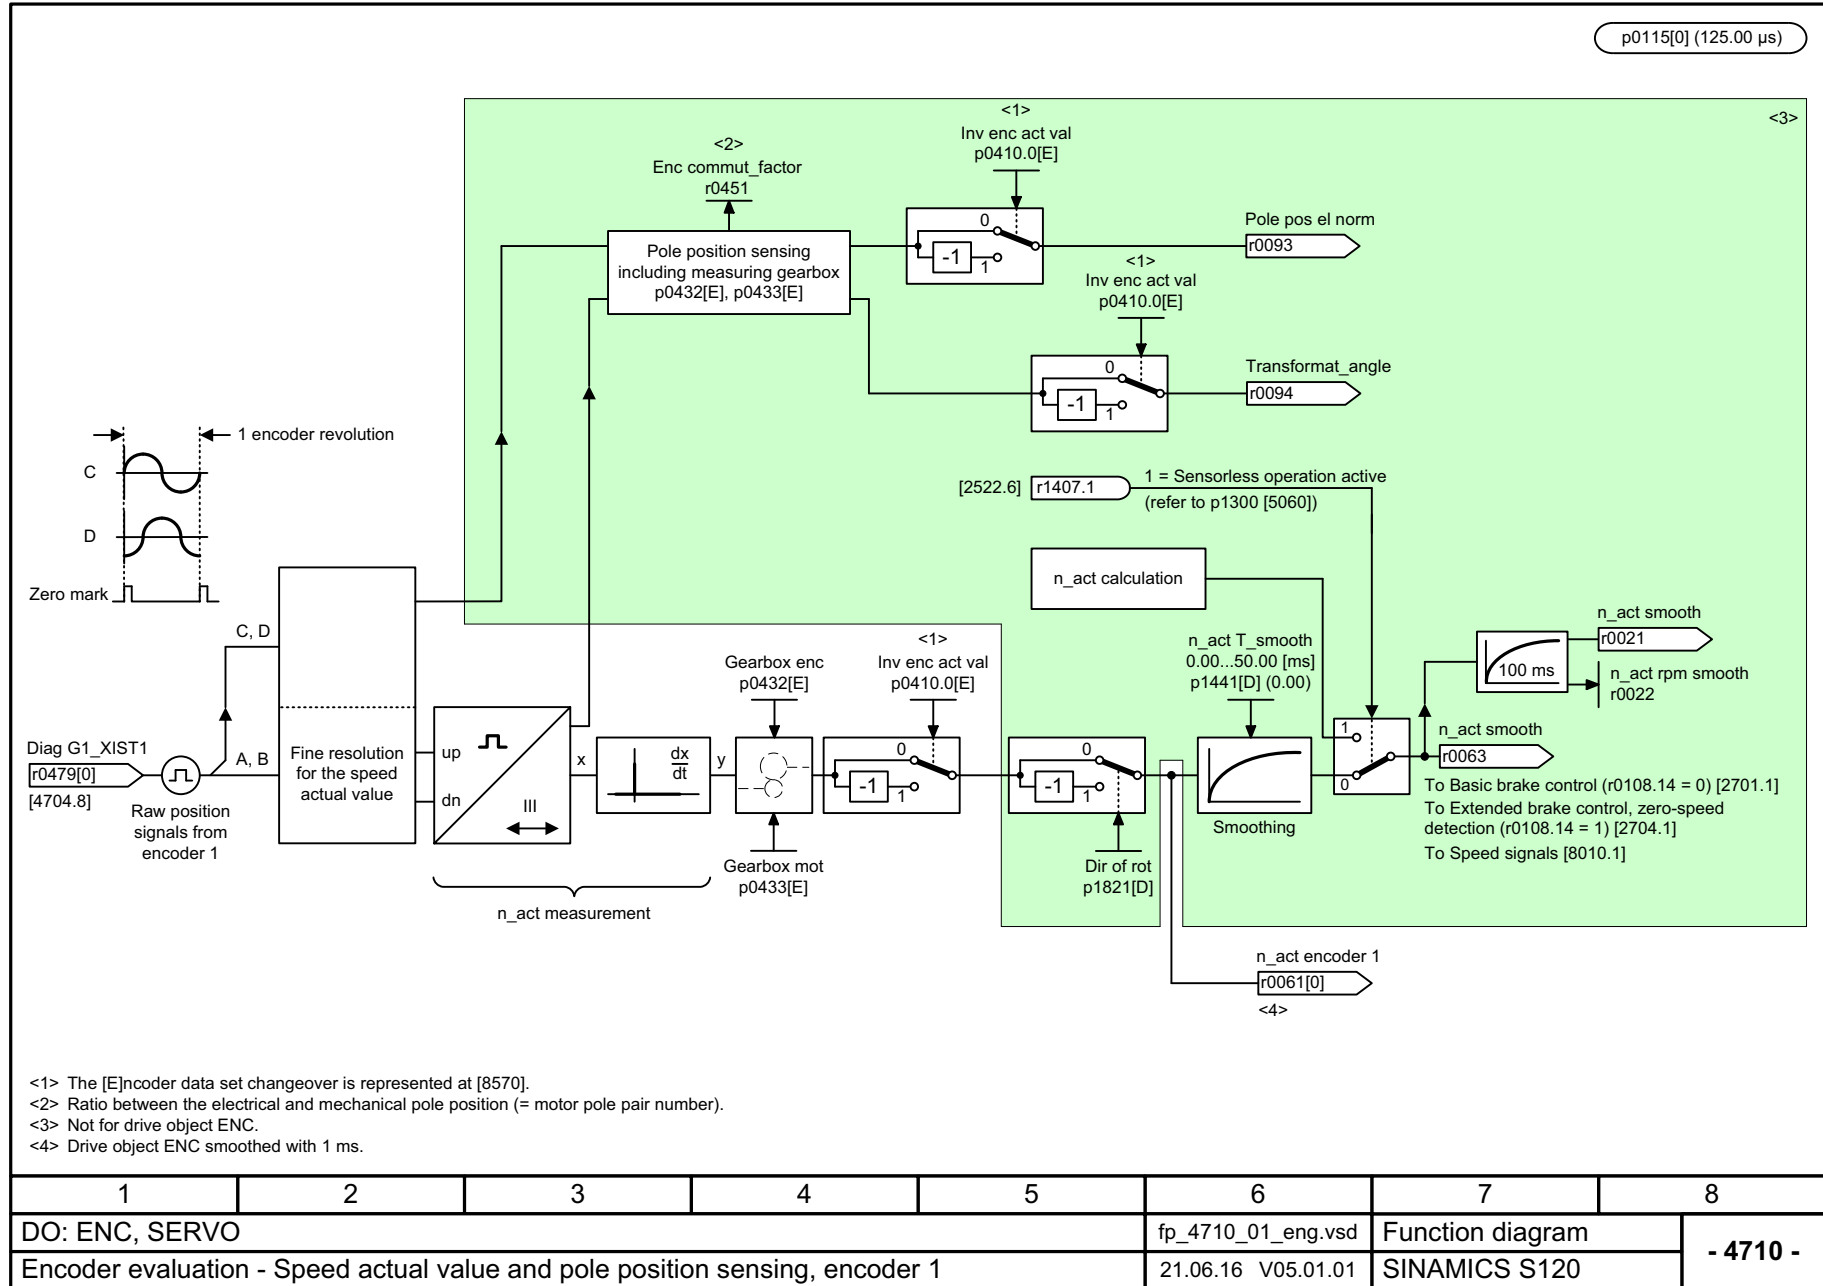 p0115[0] (125.00 µs)
<3>
<1>
Inv enc act val
p0410.0[E]
<2>
Enc commut_factor
r0451
Pole position sensing
including measuring gearbox
p0432[E], p0433[E]
0
-1
1
Pole pos el norm
r0093
<1>
Inv enc act val
p0410.0[E]
0
-1
1
Transformat_angle
r0094
1 encoder revolution
C
D
Zero mark
[2522.6]
r1407.1
1 = Sensorless operation active
(refer to p1300 [5060])
n_act calculation
C, D
A, B
Diag G1_XIST1
r0479[0]
[4704.8]
Raw position
signals from
encoder 1
Fine resolution
for the speed
actual value
up
dn
III
x
dx
dt
y
n_act measurement
Gearbox enc
p0432[E]
Gearbox mot
p0433[E]
<1>
Inv enc act val
p0410.0[E]
0
-1
1
0
-1
1
Dir of rot
p1821[D]
n_act T_smooth
0.00...50.00 [ms]
p1441[D] (0.00)
Smoothing
1
0
100 ms
n_act smooth
r0021
n_act rpm smooth
r0022
n_act smooth
r0063
To Basic brake control (r0108.14 = 0) [2701.1]
To Extended brake control, zero-speed
detection (r0108.14 = 1) [2704.1]
To Speed signals [8010.1]
n_act encoder 1
r0061[0]
<4>
<1> The [E]ncoder data set changeover is represented at [8570].
<2> Ratio between the electrical and mechanical pole position (= motor pole pair number).
<3> Not for drive object ENC.
<4> Drive object ENC smoothed with 1 ms.
1 2 3 4 5 6 7 8
DO: ENC, SERVO
fp_4710_01_eng.vsd
Function diagram
- 4710 -
Encoder evaluation - Speed actual value and pole position sensing, encoder 1
21.06.16 V05.01.01
SINAMICS S120